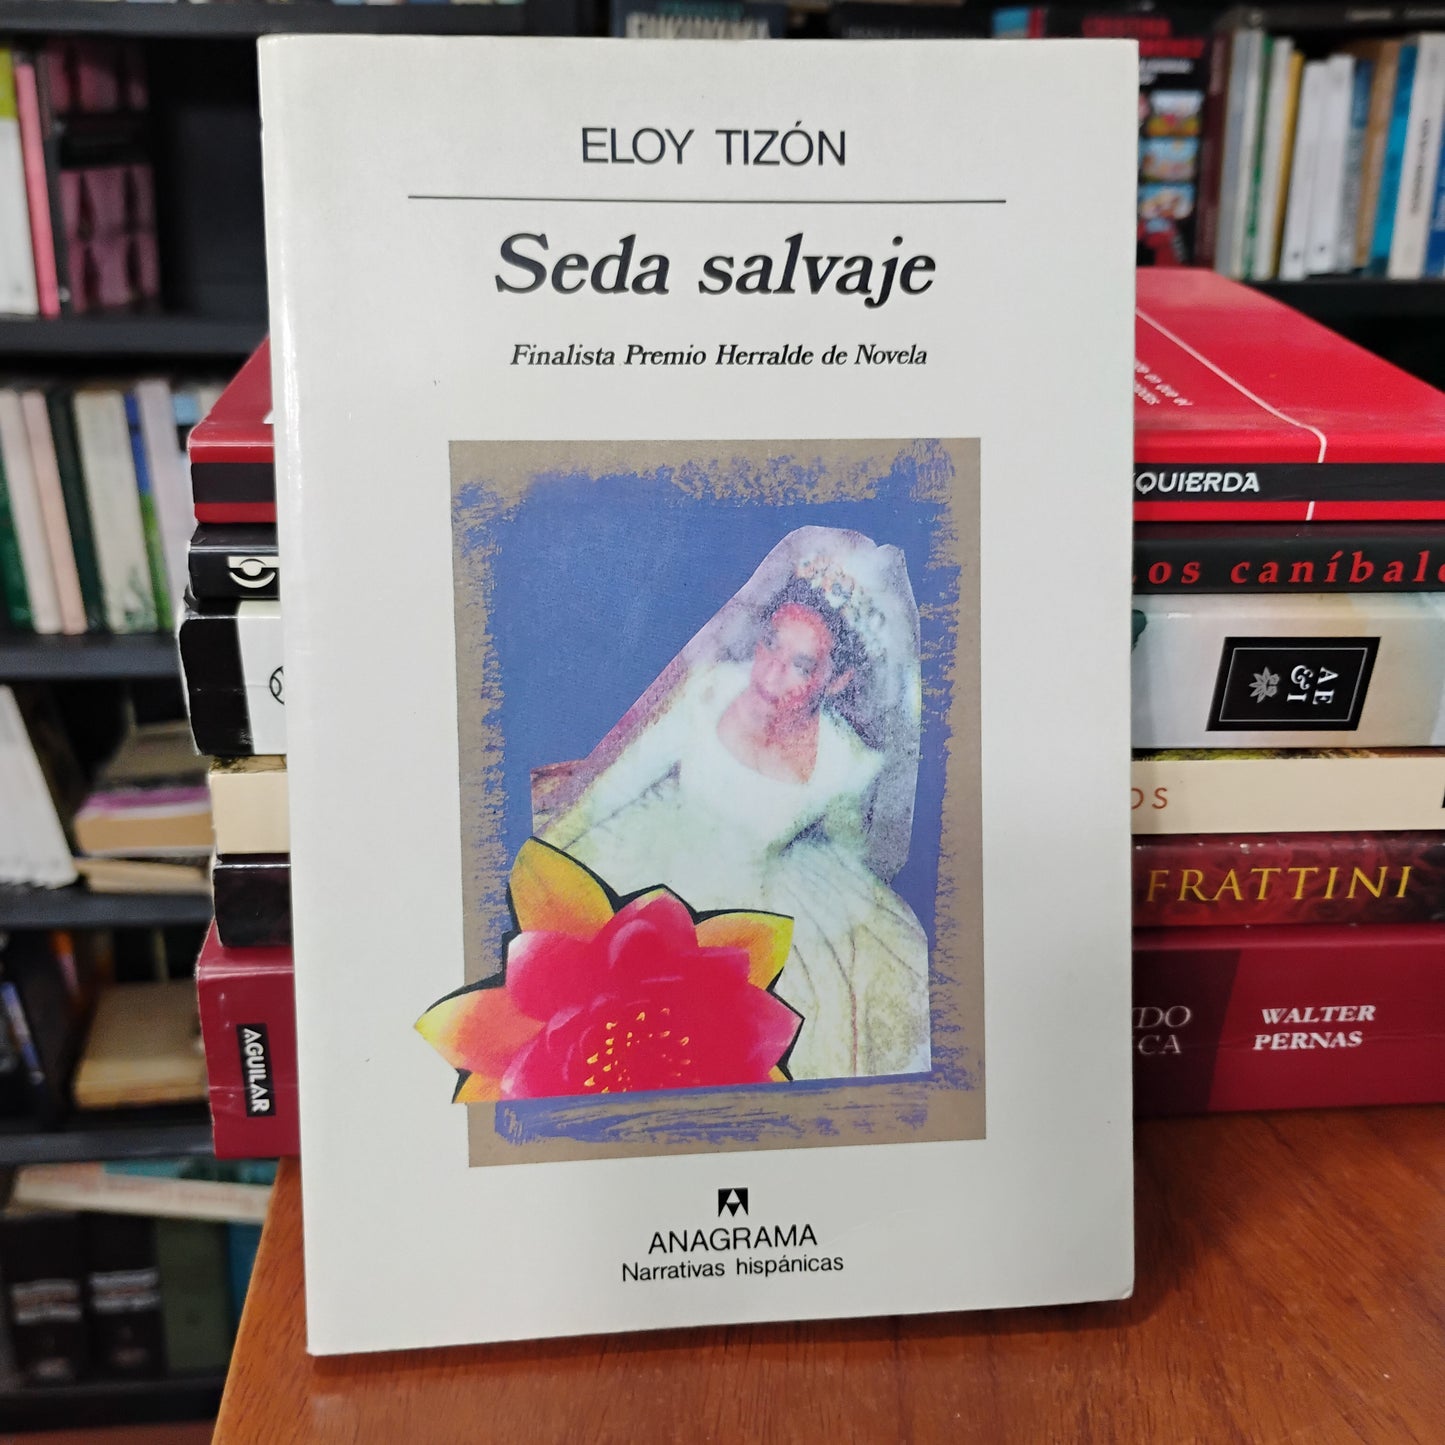 ELOY TIZÓN
Seda salvaje
Finalista Premio Herralde de Novela
ANAGRAMA
Narrativas hispánicas
QUIERDA
os caníbal
AE
&I
OS
FRATTINI
DO
CA
WALTER
PERNAS
AGUILAR